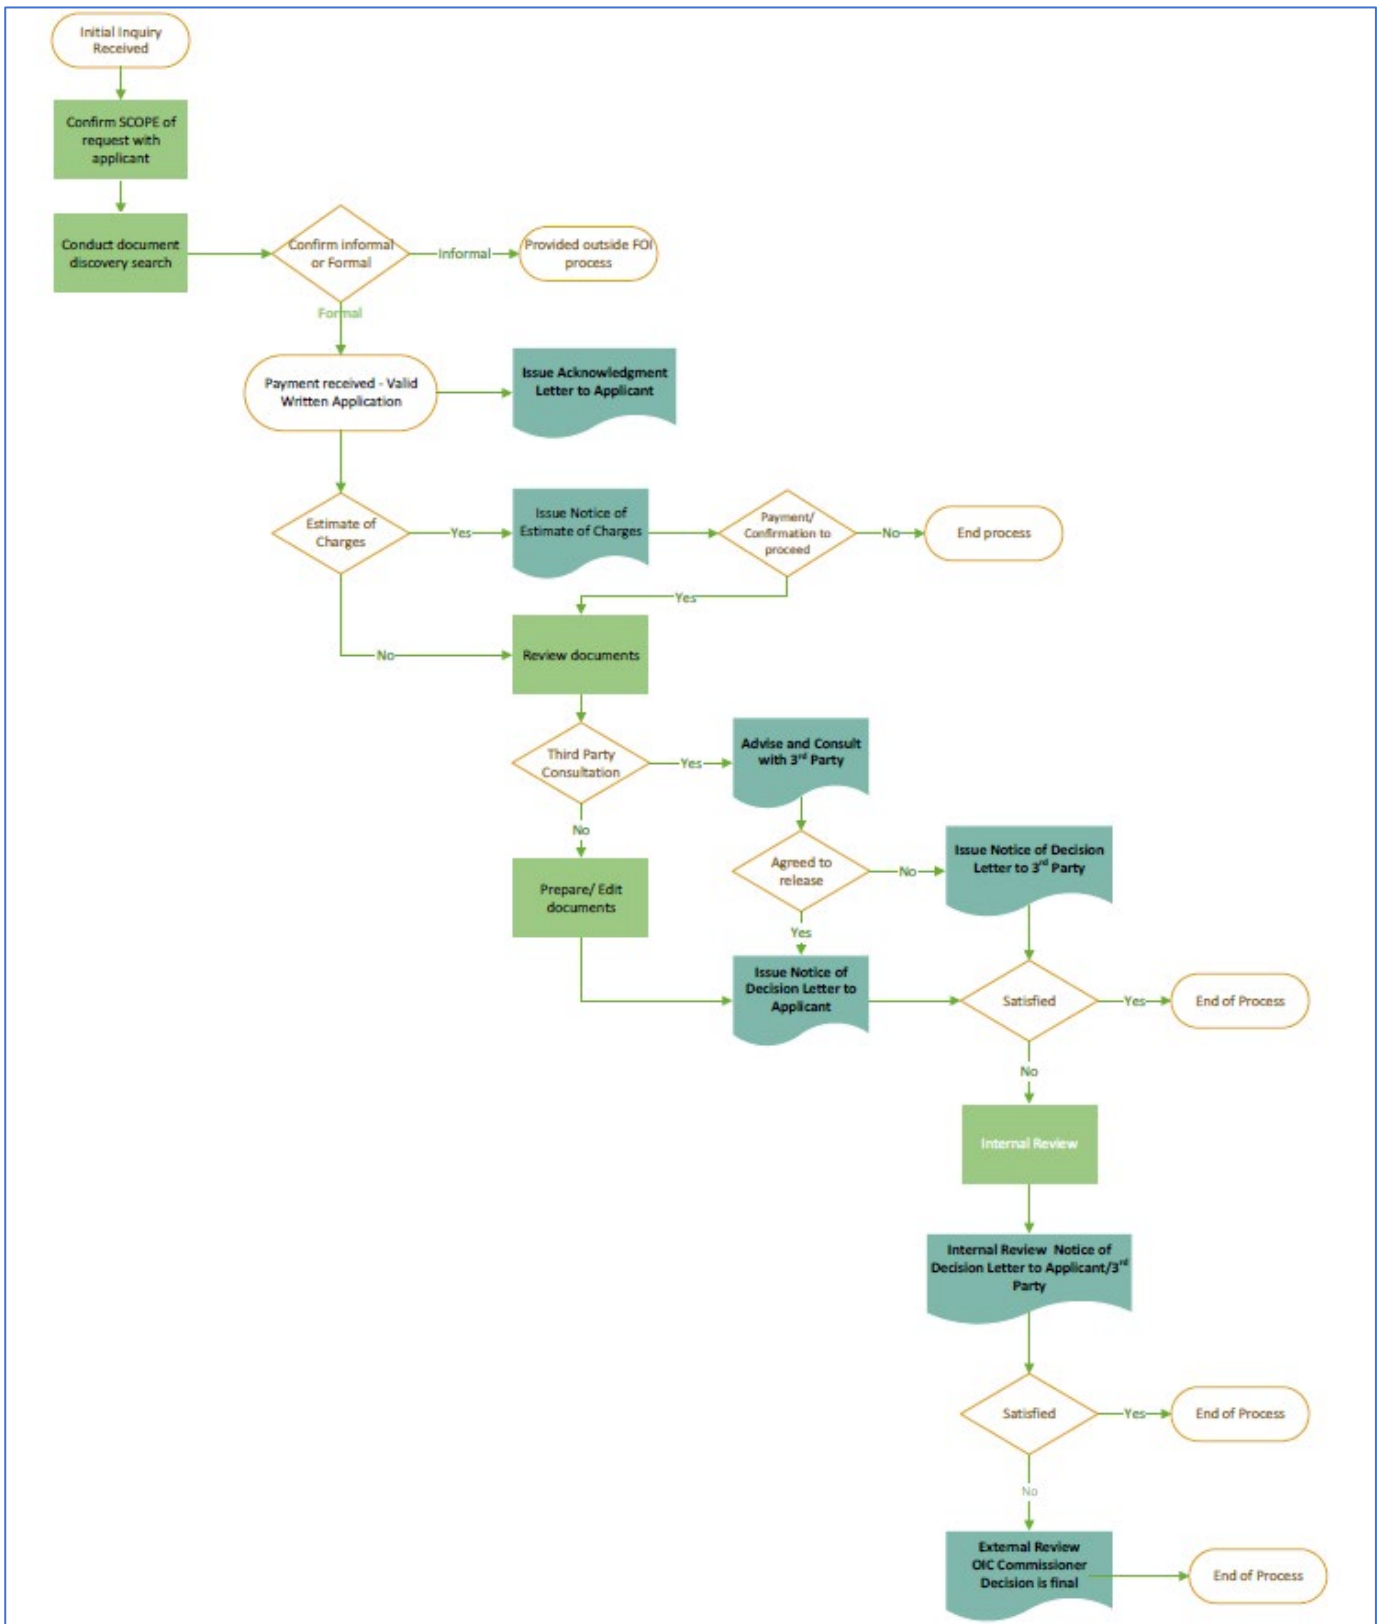 Initial Inquiry
Received
Confirm SCOPE of
request with
applicant
Conduct document
discovery search
Confirm informal
or Formal
Informal
Provided outside FOI
process
Formal
Payment received - Valid
Written Application
Issue Acknowledgment
Letter to Applicant
Estimate of
Charges
Yes
Issue Notice of
Estimate of Charges
Payment/
Confirmation to
proceed
No
End process
Yes
No
Review documents
Third Party
Consultation
Yes
Advise and Consult
with 3rd Party
No
Prepare/ Edit
documents
Agreed to
release
No
Issue Notice of Decision
Letter to 3rd Party
Yes
Issue Notice of
Decision Letter to
Applicant
Satisfied
Yes
End of Process
No
Internal Review
Internal Review Notice of
Decision Letter to Applicant/3rd
Party
Satisfied
Yes
End of Process
No
External Review
OIC Commissioner
Decision is final
End of Process